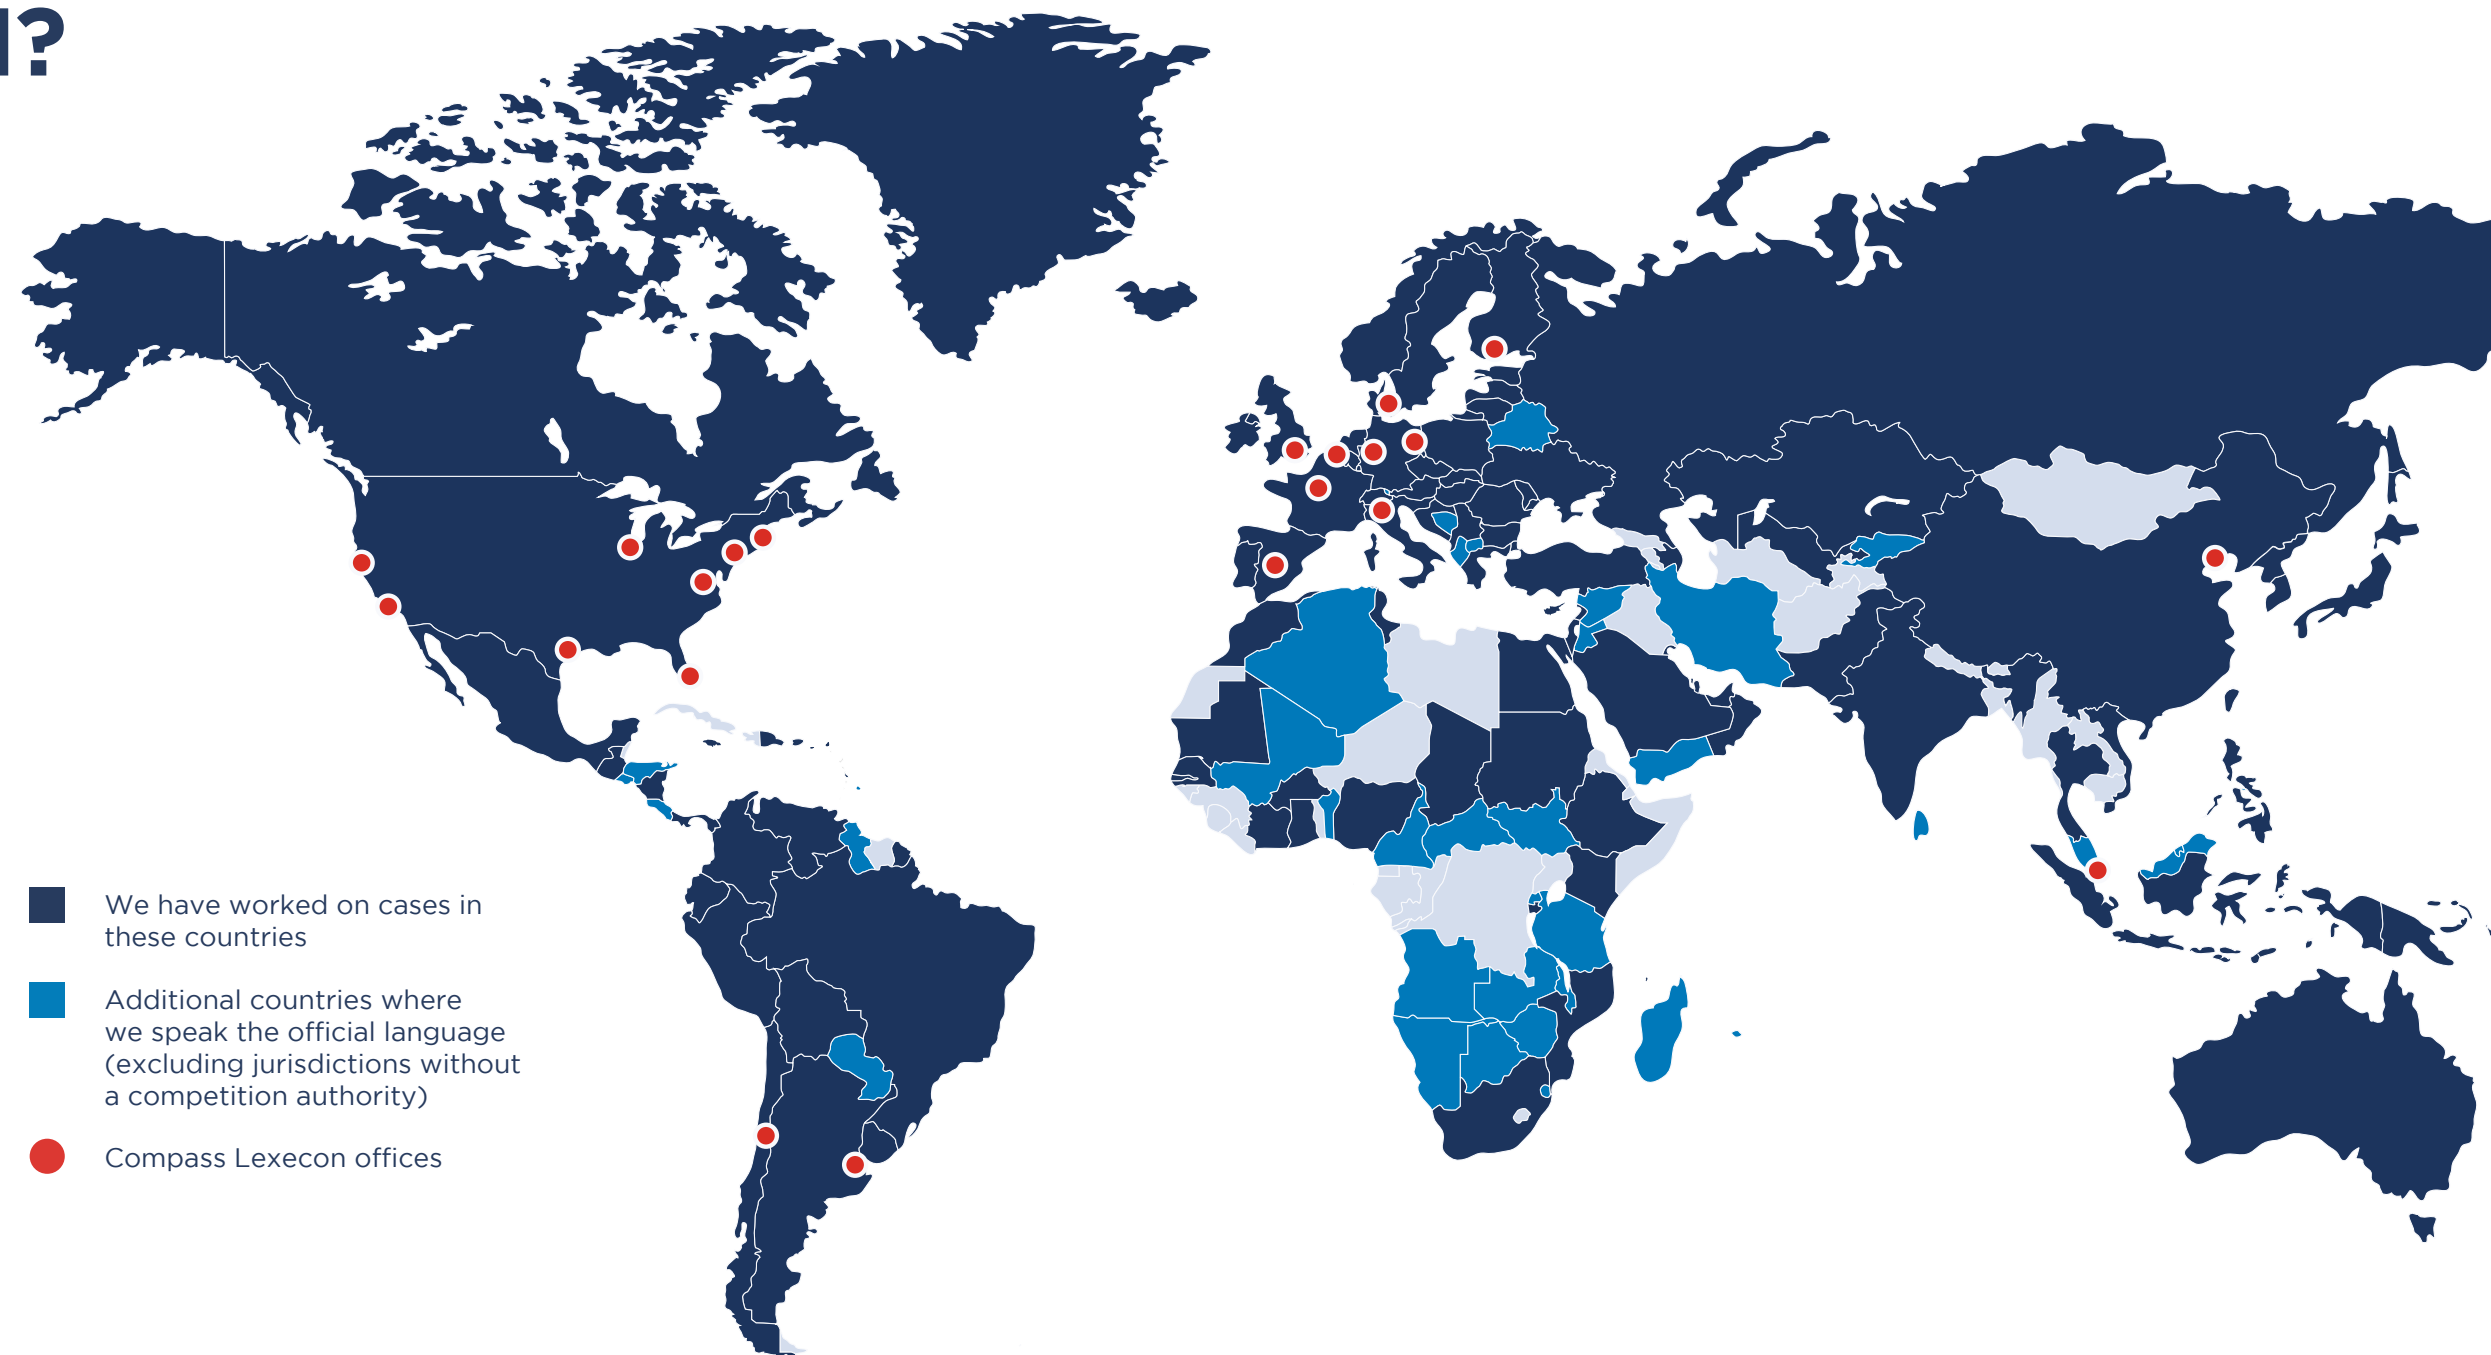 ?
We have worked on cases in
these countries
Additional countries where
we speak the official language
(excluding jurisdictions without
a competition authority)
Compass Lexecon offices